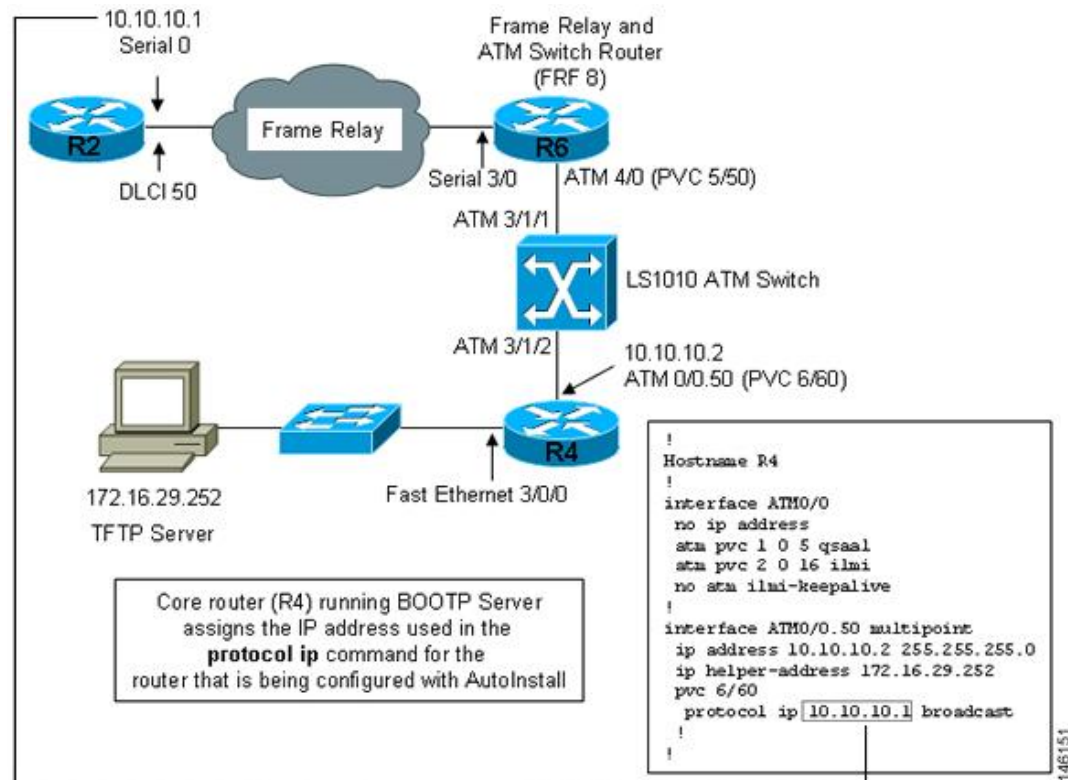 10.10.10.1
Serial 0
Frame Relay and
ATM Switch Router
(FRF 8)
Frame Relay
R2
R6
DLCI 50
Serial 3/0
ATM 4/0 (PVC 5/50)
ATM 3/1/1
LS1010 ATM Switch
ATM 3/1/2
10.10.10.2
ATM 0/0.50 (PVC 6/60)
R4
172.16.29.252
TFTP Server
Fast Ethernet 3/0/0
Core router (R4) running BOOTP Server
assigns the IP address used in the
protocol ip command for the
router that is being configured with AutoInstall
!
Hostname R4
!
interface ATM0/0
no ip address
atm pvc 1 0 5 qsaal
atm pvc 2 0 16 ilmi
no atm ilmi-keepalive
!
interface ATM0/0.50 multipoint
ip address 10.10.10.2 255.255.255.0
ip helper-address 172.16.29.252
pvc 6/60
protocol ip 10.10.10.1 broadcast
!
!
146151